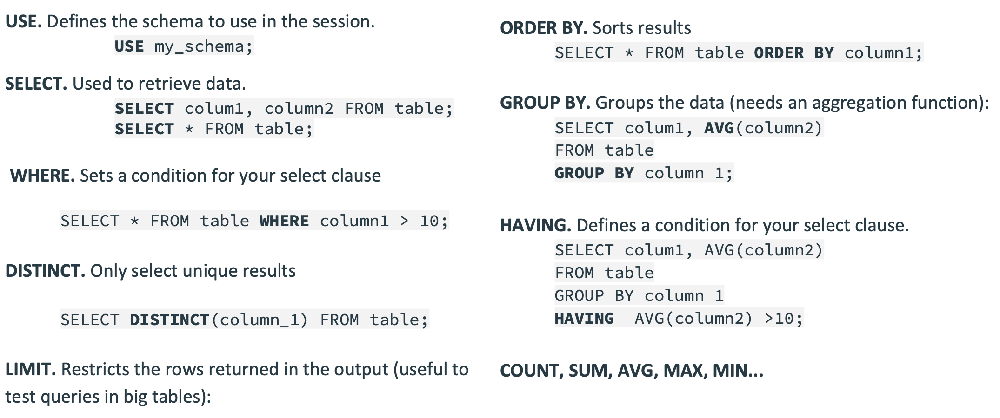 USE. Defines the schema to use in the session.
USE my_schema;
SELECT. Used to retrieve data.
SELECT colum1, column2 FROM table;
SELECT * FROM table;
WHERE. Sets a condition for your select clause
SELECT * FROM table WHERE column1 > 10;
DISTINCT. Only select unique results
SELECT DISTINCT(column_1) FROM table;
LIMIT. Restricts the rows returned in the output (useful to
test queries in big tables):
ORDER BY. Sorts results
SELECT * FROM table ORDER BY column1;
GROUP BY. Groups the data (needs an aggregation function):
SELECT colum1, AVG(column2)
FROM table
GROUP BY column 1;
HAVING. Defines a condition for your select clause.
SELECT colum1, AVG(column2)
FROM table
GROUP BY column 1
HAVING  AVG(column2) >10;
COUNT, SUM, AVG, MAX, MIN...